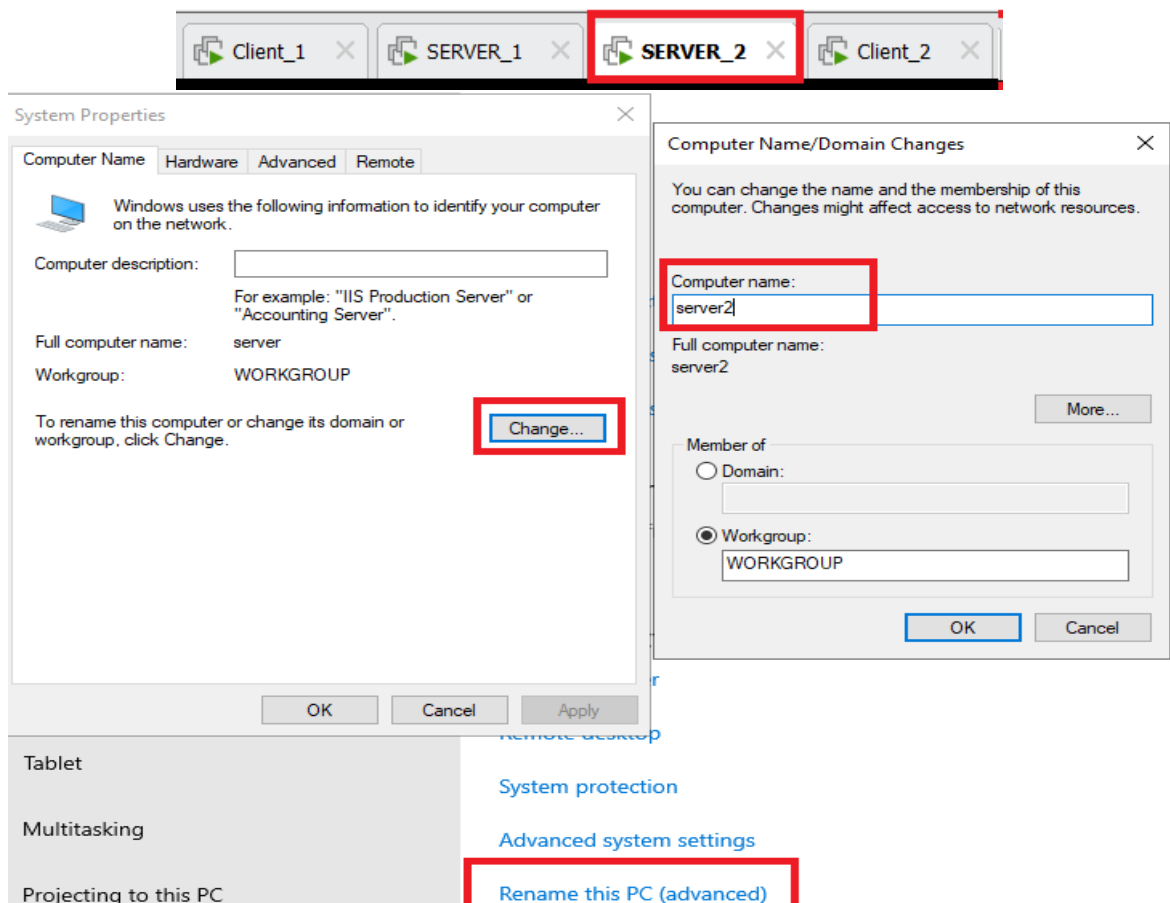 Client_1
SERVER_1
SERVER_2
Client_2
System Properties
Computer Name
Hardware
Advanced
Remote
Windows uses the following information to identify your computer
on the network.
Computer description:
For example: "IIS Production Server" or
"Accounting Server".
Full computer name:
server
Workgroup:
WORKGROUP
To rename this computer or change its domain or
workgroup, click Change.
Change...
OK
Cancel
Apply
Computer Name/Domain Changes
You can change the name and the membership of this
computer. Changes might affect access to network resources.
Computer name:
server2
Full computer name:
server2
More...
Member of
Domain:
Workgroup:
WORKGROUP
OK
Cancel
Tablet
Multitasking
Projecting to this PC
Remote desktop
System protection
Advanced system settings
Rename this PC (advanced)